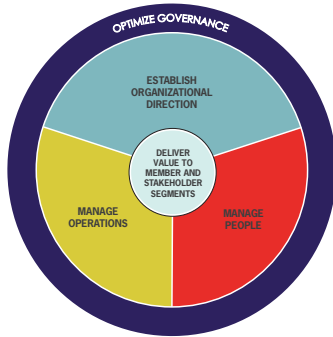 OPTIMIZE GOVERNANCE
ESTABLISH
ORGANIZATIONAL
DIRECTION
DELIVER
VALUE TO
MEMBER AND
STAKEHOLDER
SEGMENTS
MANAGE
OPERATIONS
MANAGE
PEOPLE